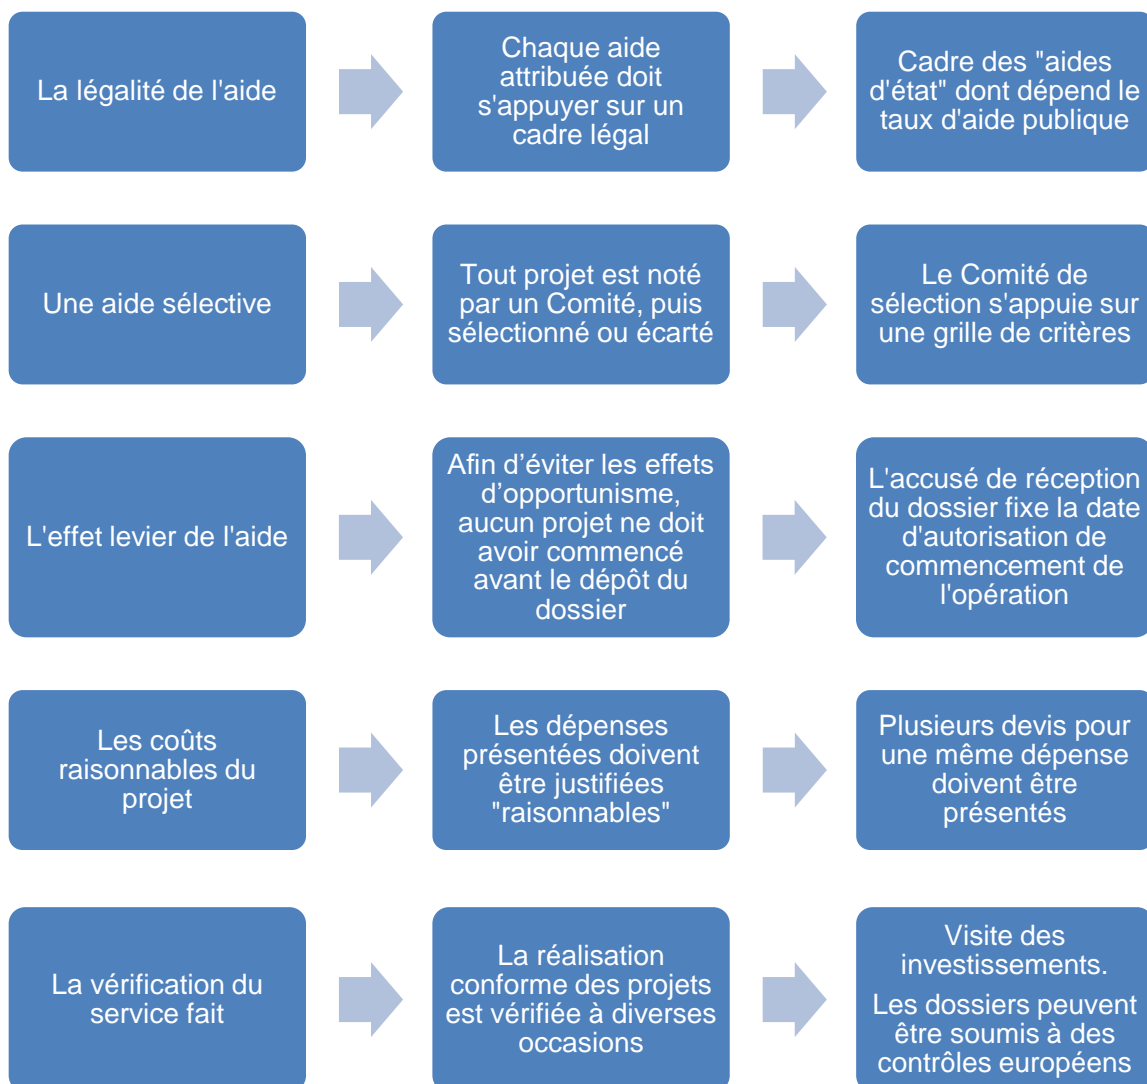 La légalité de l'aide
Chaque aide
attribuée doit
s'appuyer sur un
cadre légal
Cadre des "aides
d'état" dont dépend le
taux d'aide publique
Une aide sélective
Tout projet est noté
par un Comité, puis
sélectionné ou écarté
Le Comité de
sélection s'appuie sur
une grille de critères
L'effet levier de l'aide
Afin d’éviter les effets
d’opportunisme,
aucun projet ne doit
avoir commencé
avant le dépôt du
dossier
L'accusé de réception
du dossier fixe la date
d'autorisation de
commencement de
l'opération
Les coûts
raisonnables du
projet
Les dépenses
présentées doivent
être justifiées
"raisonnables"
Plusieurs devis pour
une même dépense
doivent être
présentés
La vérification du
service fait
La réalisation
conforme des projets
est vérifiée à diverses
occasions
Visite des
investissements.
Les dossiers peuvent
être soumis à des
contrôles européens